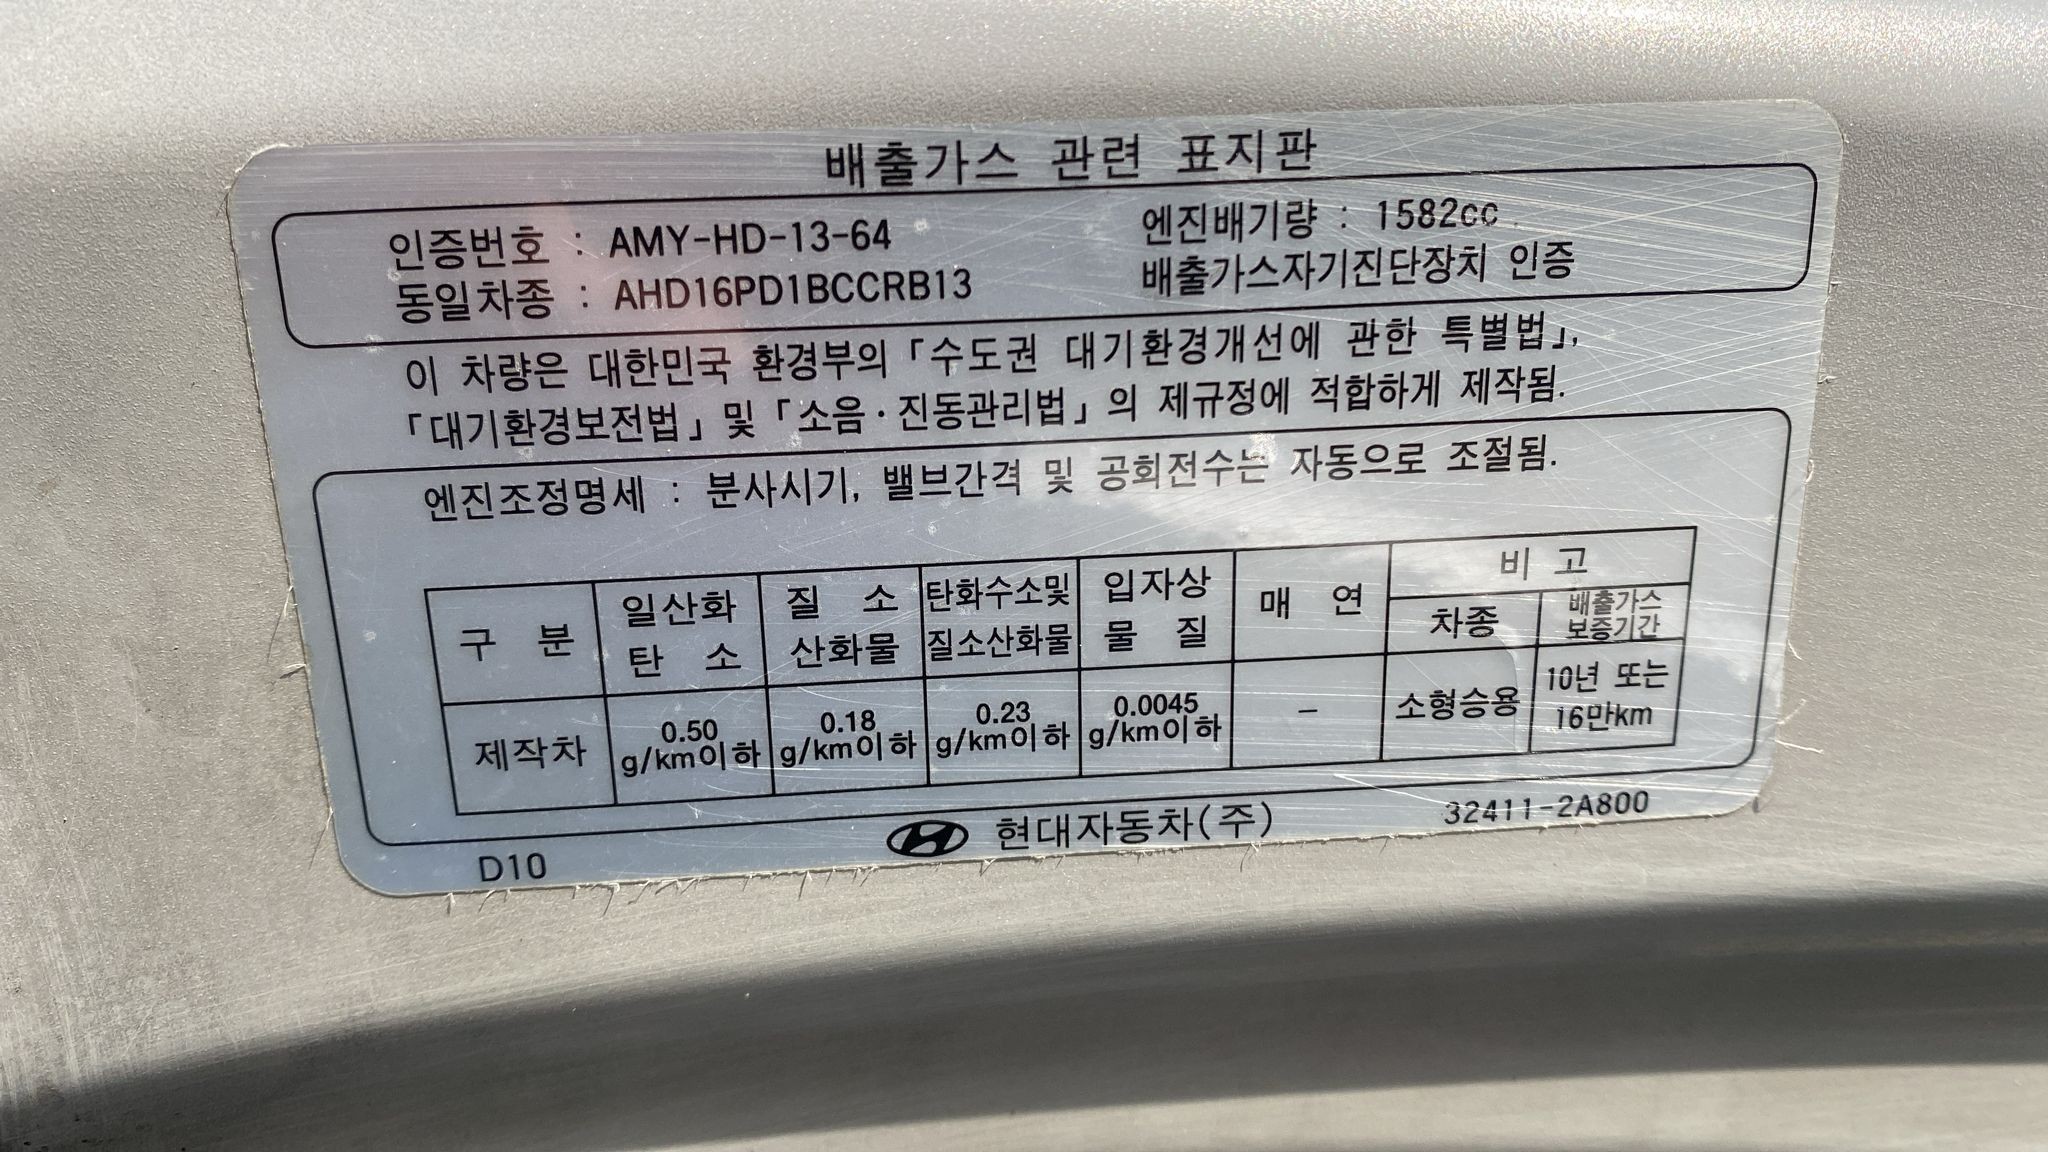 배출가스 관련 표지판
인증번호 : AMY-HD-13-64 엔진배기량 : 1582cc
동일차종 : AHD16PD1BCCRB13 배출가스자기진단장치 인증
이 차량은 대한민국 환경부의 「수도권 대기환경개선에 관한 특별법」,
「대기환경보전법」 및 「소음·진동관리법」의 제규정에 적합하게 제작됨.
엔진조정명세 : 분사시기, 밸브간격 및 공회전수는 자동으로 조절됨.
구 분 일산화 탄 소 질 소 산화물 탄화수소및 질소산화물 입자상 물 질 매 연 비 고
차종 배출가스 보증기간
제작차 0.50 g/km이하 0.18 g/km이하 0.23 g/km이하 0.0045 g/km이하 - 소형승용 10년 또는 16만km
D10 현대자동차(주) 32411-2A800